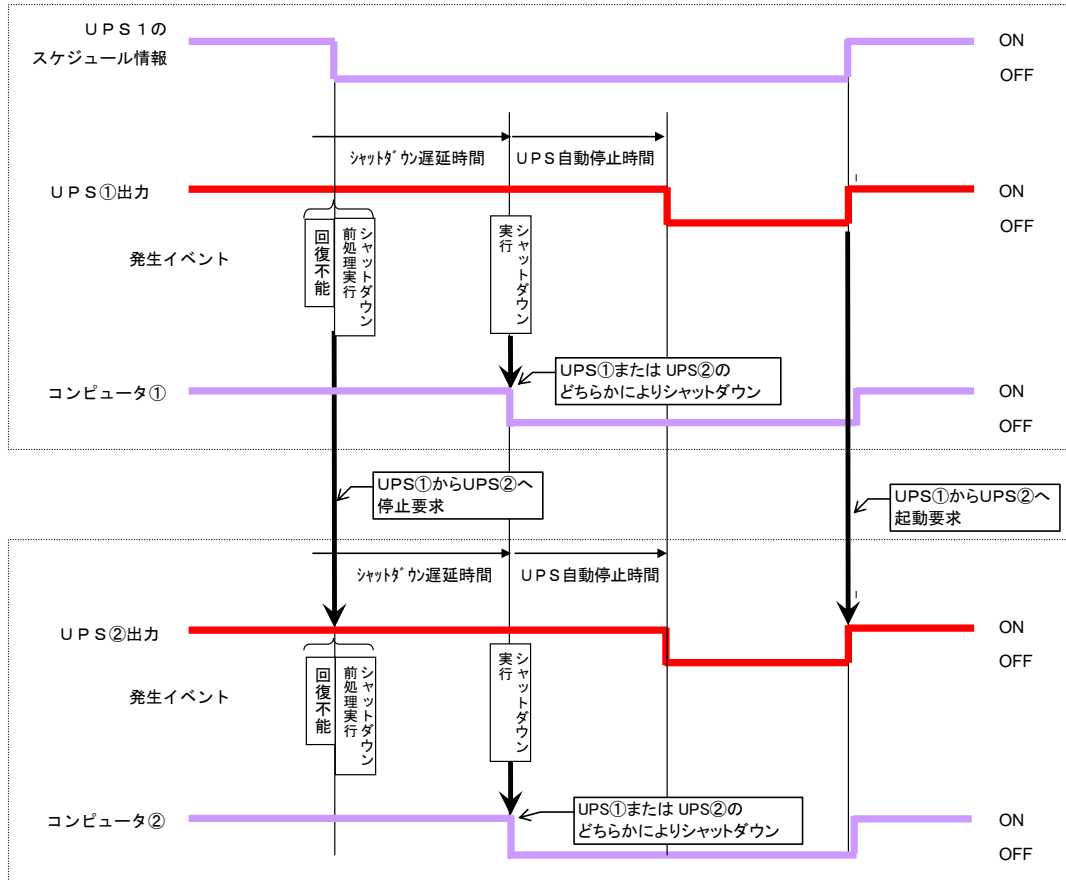 ＵＰＳ１の
スケジュール情報
ON
OFF
ｼｬｯﾄﾀﾞｳﾝ遅延時間
ＵＰＳ自動停止時間
ＵＰＳ①出力
ON
OFF
発生イベント
回復不能
シャットダウン
前処理実行
シャットダウン
実行
UPS①または UPS②の
どちらかによりシャットダウン
コンピュータ①
ON
OFF
UPS①からUPS②へ
停止要求
UPS①からUPS②へ
起動要求
ｼｬｯﾄﾀﾞｳﾝ遅延時間
ＵＰＳ自動停止時間
ＵＰＳ②出力
ON
OFF
発生イベント
回復不能
シャットダウン
前処理実行
シャットダウン
実行
UPS①または UPS②の
どちらかによりシャットダウン
コンピュータ②
ON
OFF